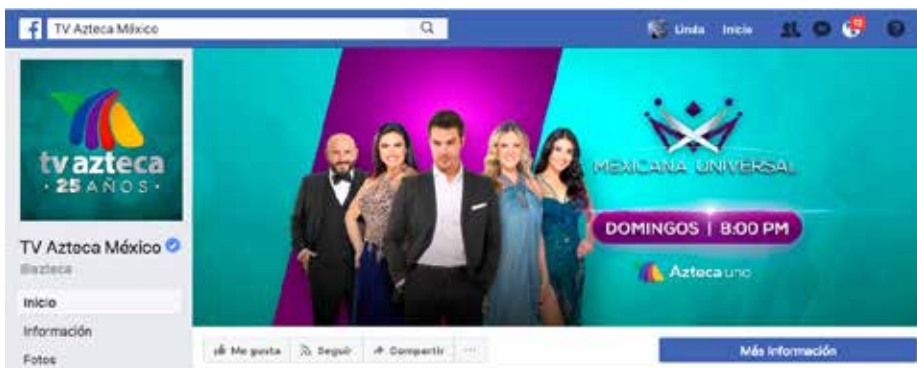 TV Azteca México
Linda Inicio
tv azteca
• 25 AÑOS •
MEXICANA UNIVERSAL
DOMINGOS | 8:00 PM
Azteca uno
TV Azteca México
@azteca
Inicio
Información
Fotos
Me gusta
Seguir
Compartir
Más información